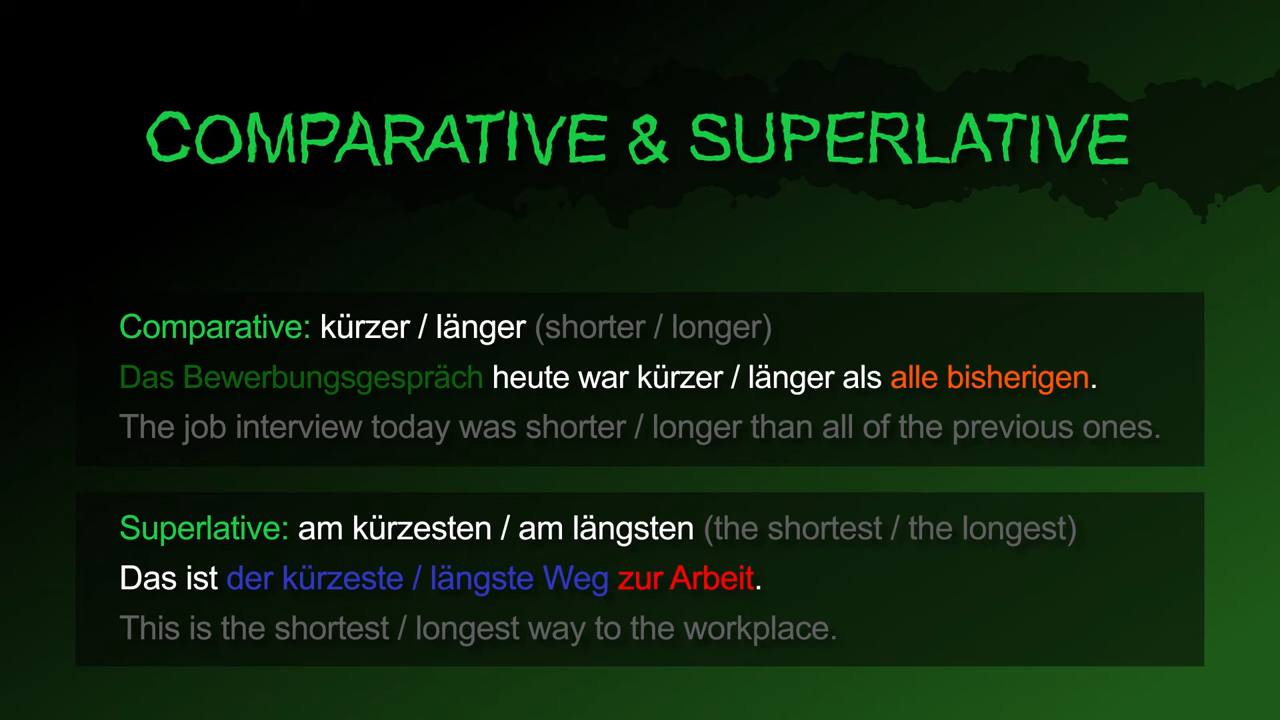 COMPARATIVE & SUPERLATIVE
Comparative: kürzer / länger (shorter / longer)
Das Bewerbungsgespräch heute war kürzer / länger als alle bisherigen.
The job interview today was shorter / longer than all of the previous ones.
Superlative: am kürzesten / am längsten (the shortest / the longest)
Das ist der kürzeste / längste Weg zur Arbeit.
This is the shortest / longest way to the workplace.